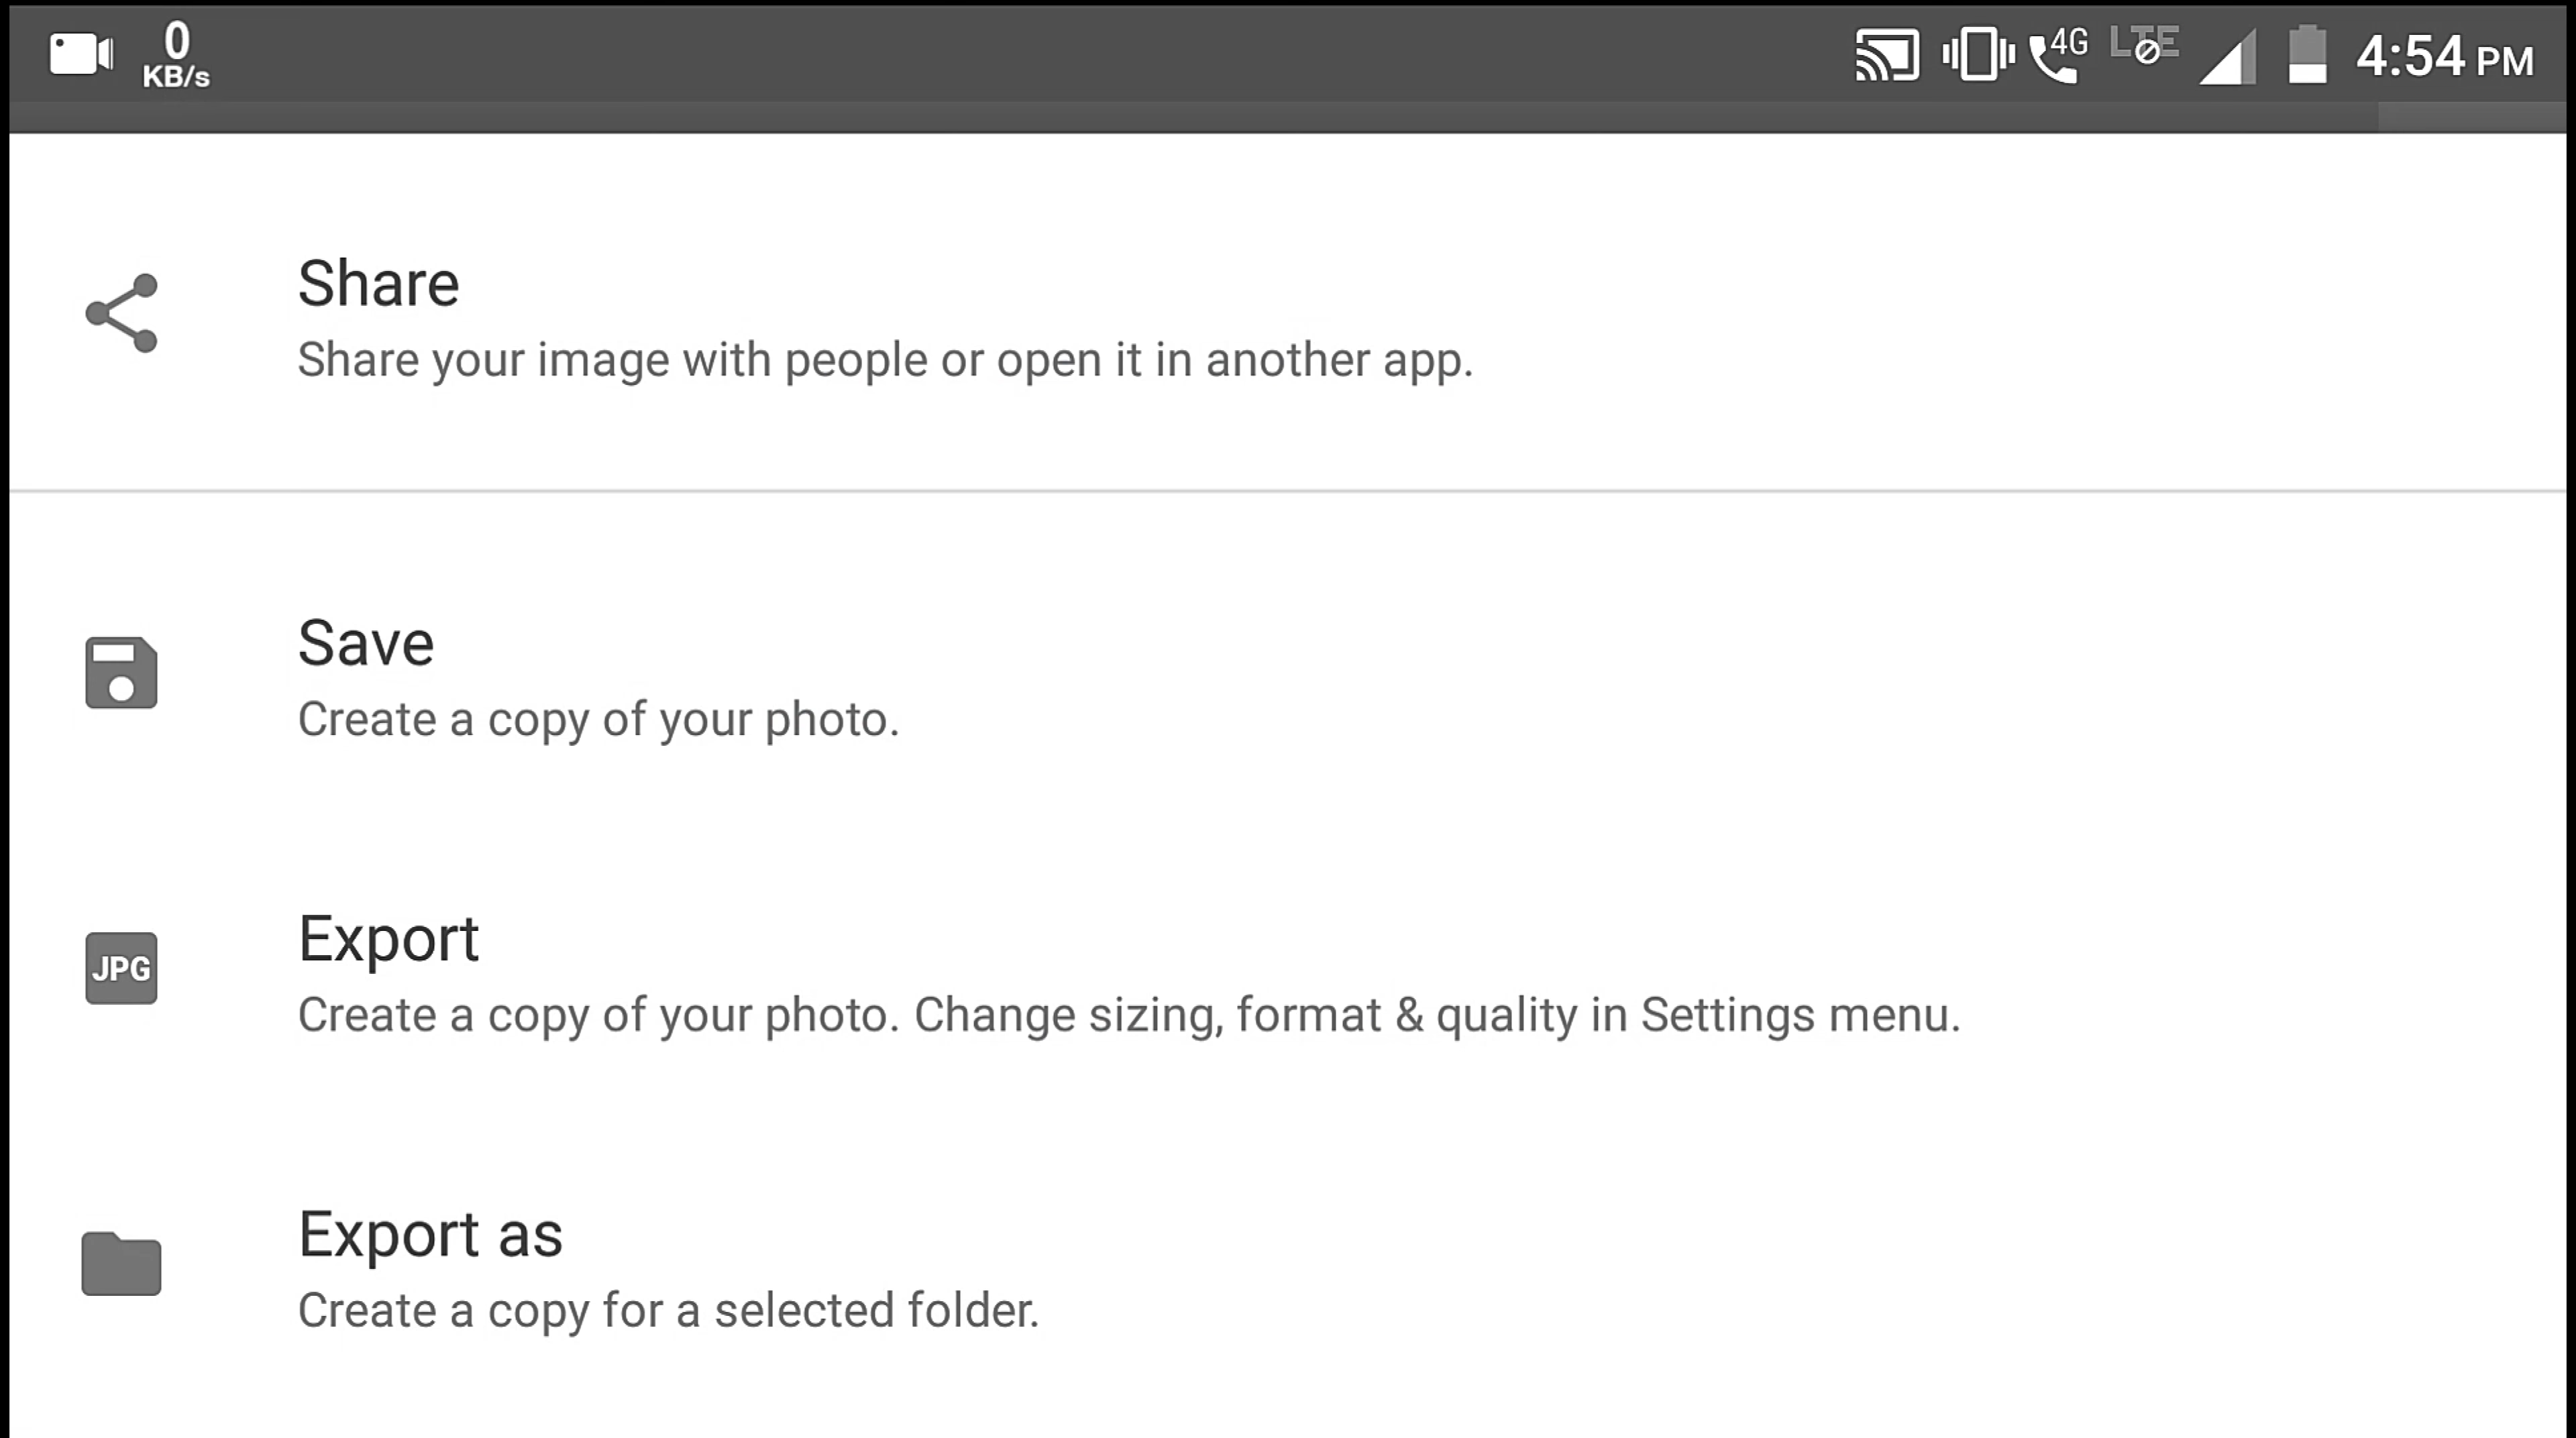 0
KB/s
4G
LTE
4:54 PM
Share
Share your image with people or open it in another app.
Save
Create a copy of your photo.
JPG
Export
Create a copy of your photo. Change sizing, format & quality in Settings menu.
Export as
Create a copy for a selected folder.